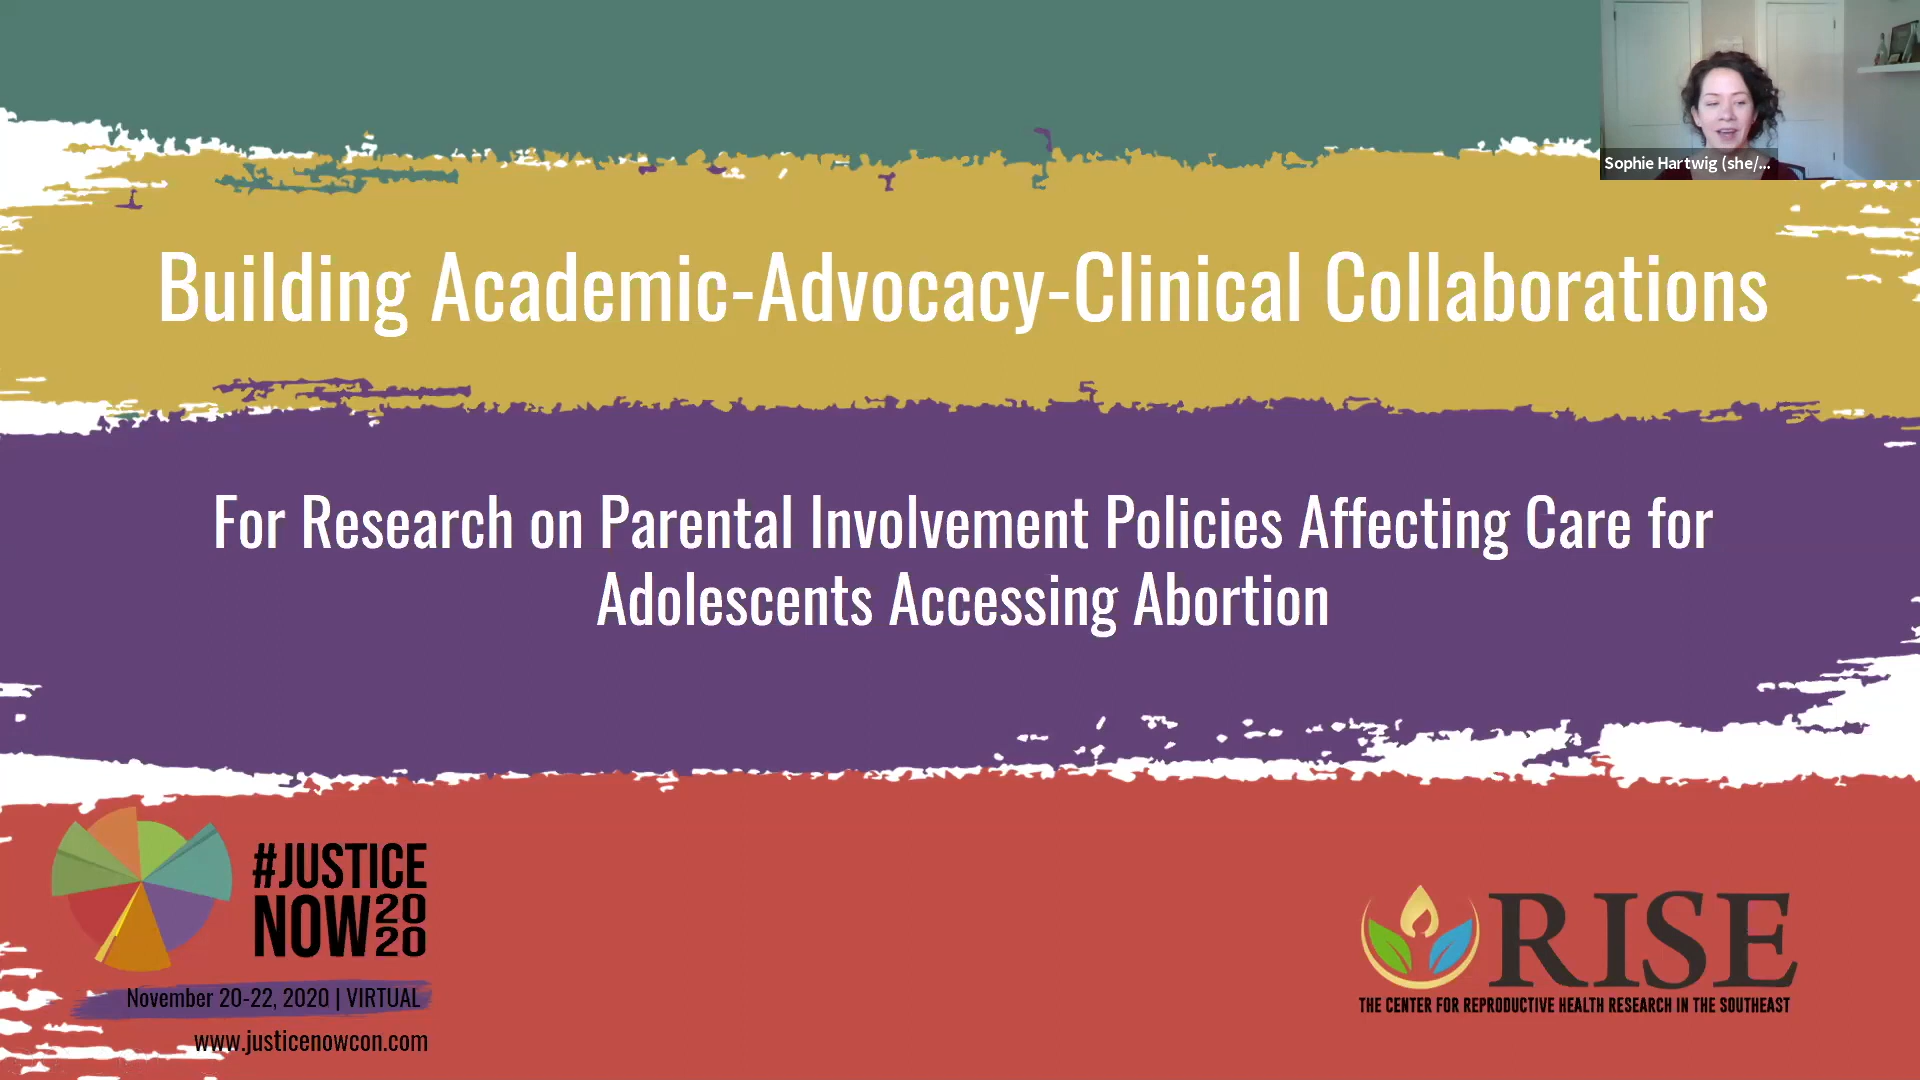 Sophie Hartwig (she/...
Building Academic-Advocacy-Clinical Collaborations
For Research on Parental Involvement Policies Affecting Care for
Adolescents Accessing Abortion
#JUSTICE
NOW 20
20
November 20-22, 2020 | VIRTUAL
www.justicenowcon.com
RISE
THE CENTER FOR REPRODUCTIVE HEALTH RESEARCH IN THE SOUTHEAST